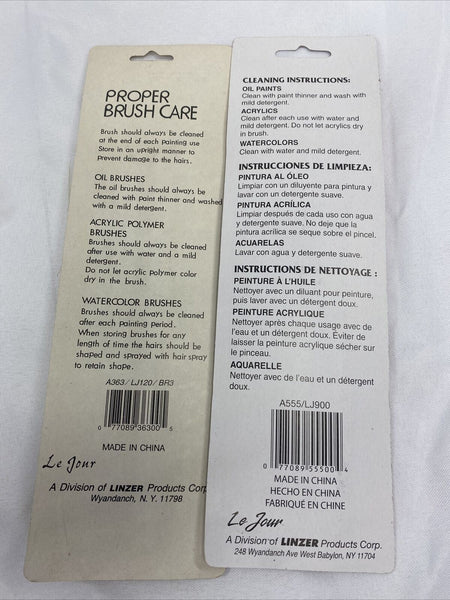 PROPER
BRUSH CARE
Brush should always be cleaned
at the end of each Painting use
Store in an upright manner to
Prevent damage to the hairs.
OIL BRUSHES
The oil brushes should always be
cleaned with paint thinner and washed
with a mild detergent.
ACRYLIC POLYMER
BRUSHES
Brushes should always be cleaned
after use with water and a mild
detergent.
Do not let acrylic Polymer color
dry in the brush.
WATERCOLOR BRUSHES
Brushes should always be cleaned
after each Painting Period.
When storing brushes for any
length of time the hairs should be
shaped and sprayed with hair spray
to retain shape.
A363/ LJ120/ BR3
0 77089 36300 5
MADE IN CHINA
Le Jour
A Division of LINZER Products Corp
Wyandanch, N. Y. 11798
CLEANING INSTRUCTIONS:
OIL PAINTS
Clean with paint thinner and wash with
mild detergent.
ACRYLICS
Clean after each use with water and
mild detergent. Do not let acrylics dry
in brush.
WATERCOLORS
Clean with water and mild detergent.
INSTRUCCIONES DE LIMPIEZA:
PINTURA AL ÓLEO
Limpiar con un diluyente para pintura y
lavar con un detergente suave.
PINTURA ACRÍLICA
Limpiar después de cada uso con agua
y detergente suave. No deje que la
pintura acrílica se seque sobre el pincel.
ACUARELAS
Lavar con agua y detergente suave.
INSTRUCTIONS DE NETTOYAGE :
PEINTURE À L'HUILE
Nettoyer avec un diluant pour peinture,
puis laver avec un détergent doux.
PEINTURE ACRYLIQUE
Nettoyer après chaque usage avec de
l'eau et un détergent doux. Éviter de
laisser la peinture acrylique sécher sur
le pinceau.
AQUARELLE
Nettoyer avec de l'eau et un détergent
doux.
A555/LJ900
0 77089 55500 4
MADE IN CHINA
HECHO EN CHINA
FABRIQUÉ EN CHINE
Le Jour
A Division of LINZER Products Corp.
248 Wyandanch Ave West Babylon, NY 11704